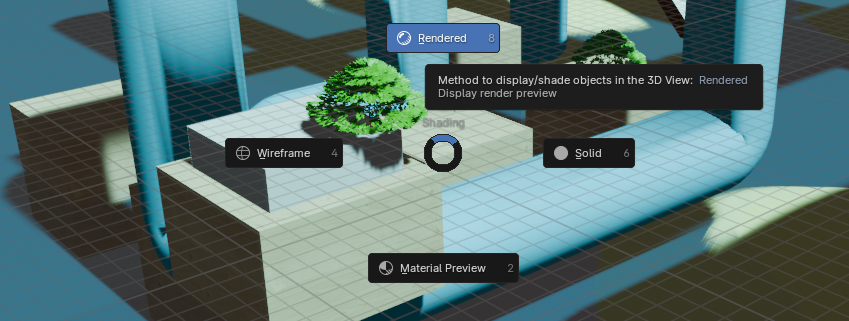 Rendered 8
Method to display/shade objects in the 3D View: Rendered
Display render preview
Shading
Wireframe 4
Solid 6
Material Preview 2